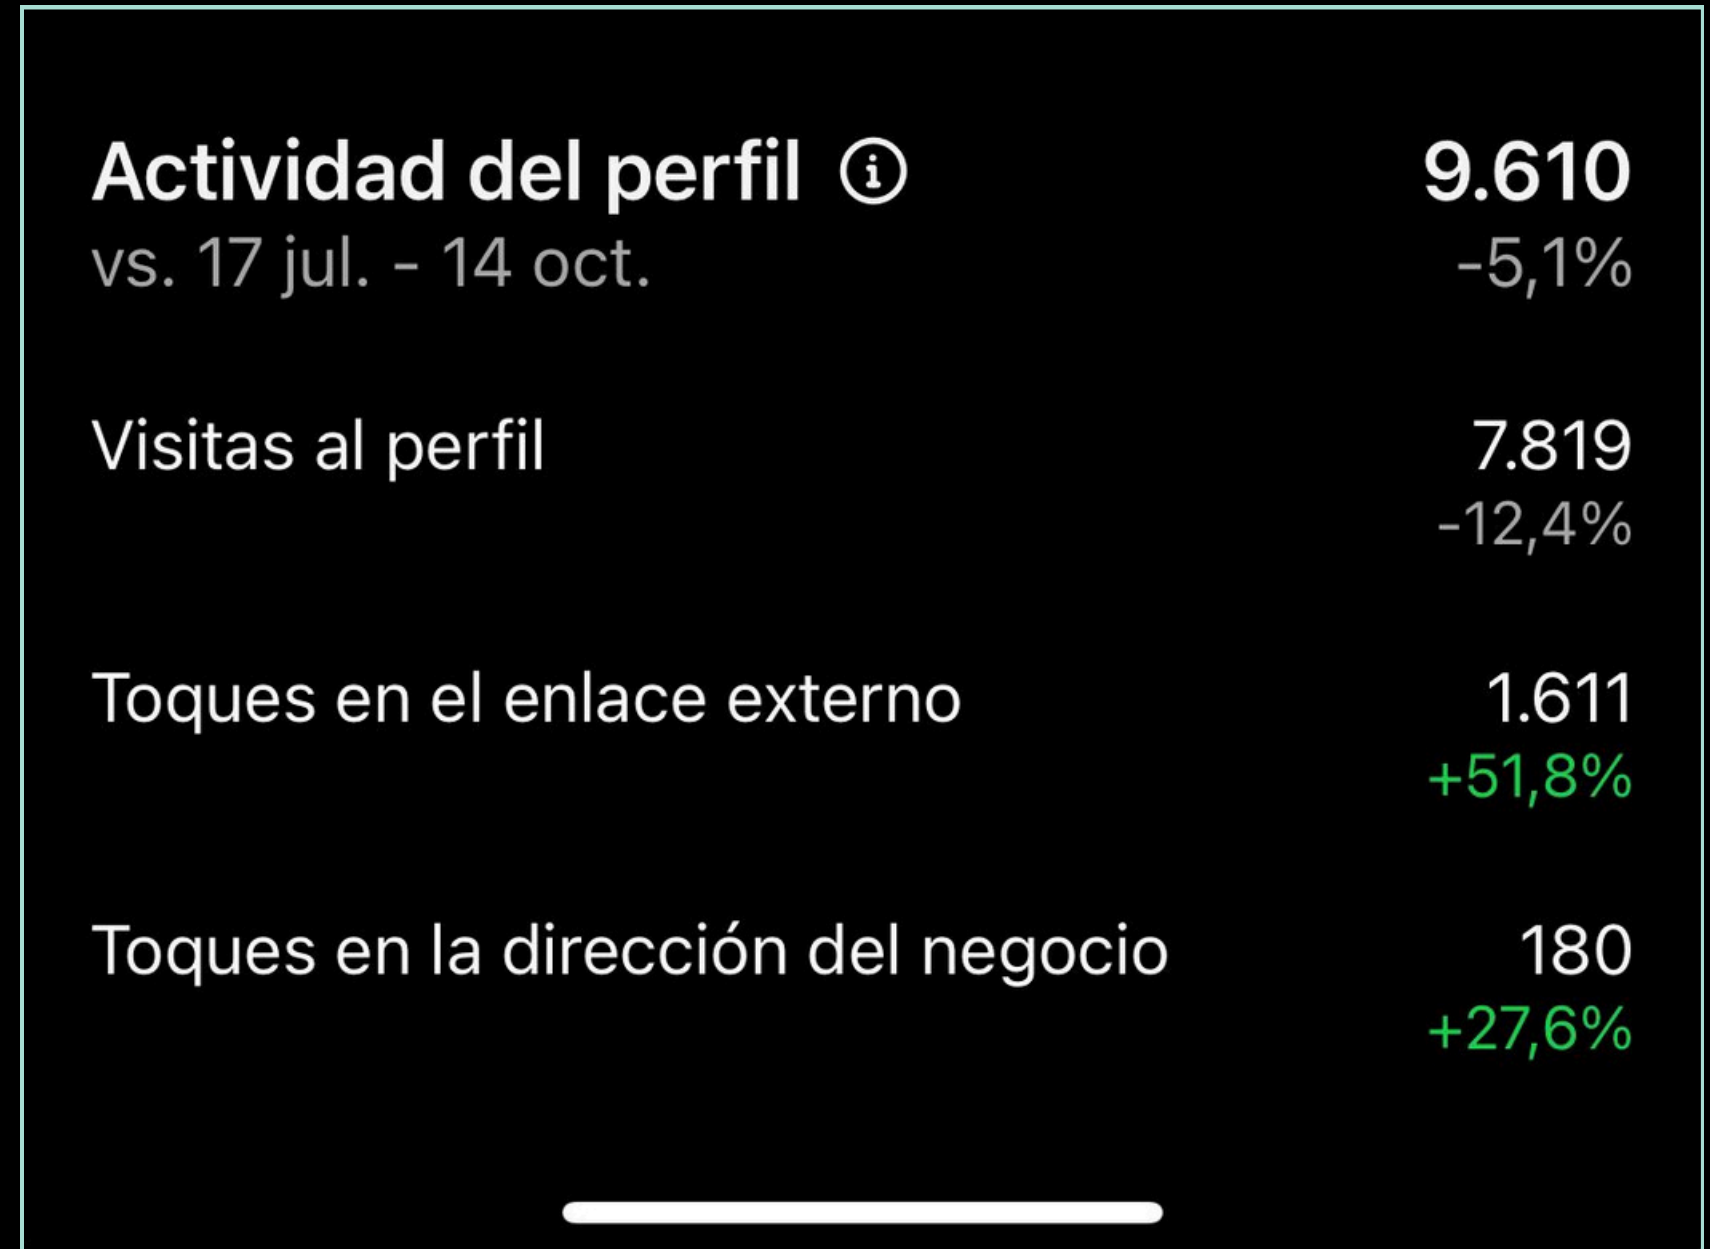 Actividad del perfil
9.610
vs. 17 jul. - 14 oct.
-5,1%
Visitas al perfil
7.819
-12,4%
Toques en el enlace externo
1.611
+51,8%
Toques en la dirección del negocio
180
+27,6%